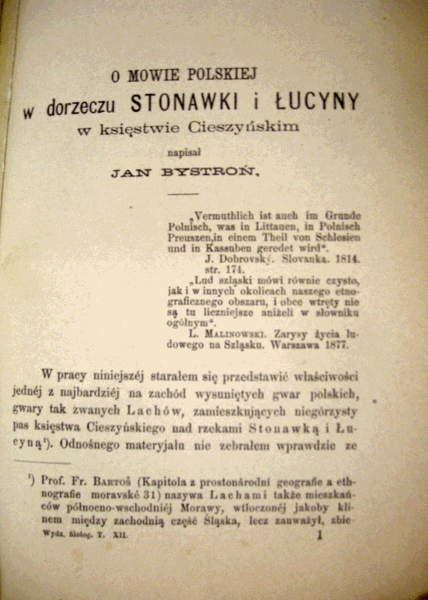 O MOWIE POLSKIEJ
w dorzeczu STONAWKI i ŁUCYNY
w księstwie Cieszyńskim
napisał
JAN BYSTROŃ.
„Vermuthlich ist auch im Grunde
Polnisch, was in Littauen, in Polnisch
Preuszen,in einem Theil von Schlesien
und in Kassuben geredet wird“.
J. Dobrovský. Slovanka. 1814.
str. 174.
„Lud szląski mówi równie czysto,
jak i w innych okolicach naszego etno-
graficznego obszaru, i obce wtręty nie
są tu liczniejsze aniżeli w słowniku
ogólnym“.
L. MALINOWSKI. Zarysy życia lu-
dowego na Szląsku. Warszawa 1877.
W pracy niniejszéj starałem się przedstawić właściwości
jednéj z najbardziéj na zachód wysuniętych gwar polskich,
gwary tak zwanych Lachów, zamieszkujących niegórzysty
pas księstwa Cieszyńskiego nad rzekami Stonawką i Łu-
cyną¹). Odnośnego materyjału nie zebrałem wprawdzie ze
¹) Prof. Fr. BARTOŠ (Kapitola z prostonárodní geografie a eth-
nografie moravské 31) nazywa Lachami także mieszkań-
ców północno-wschodniéj Morawy, wtłoczonéj jakoby kli-
nem między zachodnią część Śląska, lecz zauważył, zbie-
Wydz. filolog. T. XII. 1